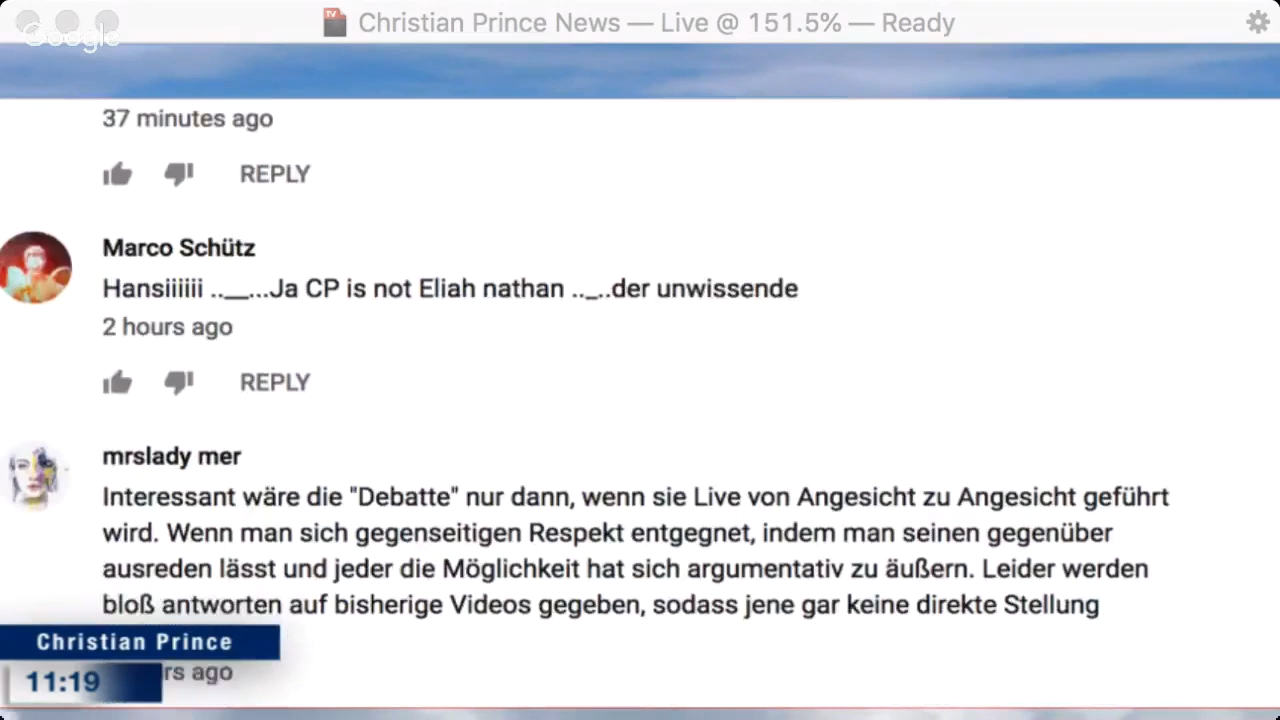 Google
Christian Prince News — Live @ 151.5% — Ready
37 minutes ago
REPLY
Marco Schütz
Hansiiiiii ..__...Ja CP is not Eliah nathan .._..der unwissende
2 hours ago
REPLY
mrslady mer
Interessant wäre die "Debatte" nur dann, wenn sie Live von Angesicht zu Angesicht geführt
wird. Wenn man sich gegenseitigen Respekt entgegnet, indem man seinen gegenüber
ausreden lässt und jeder die Möglichkeit hat sich argumentativ zu äußern. Leider werden
bloß antworten auf bisherige Videos gegeben, sodass jene gar keine direkte Stellung
Christian Prince
11:19
rs ago